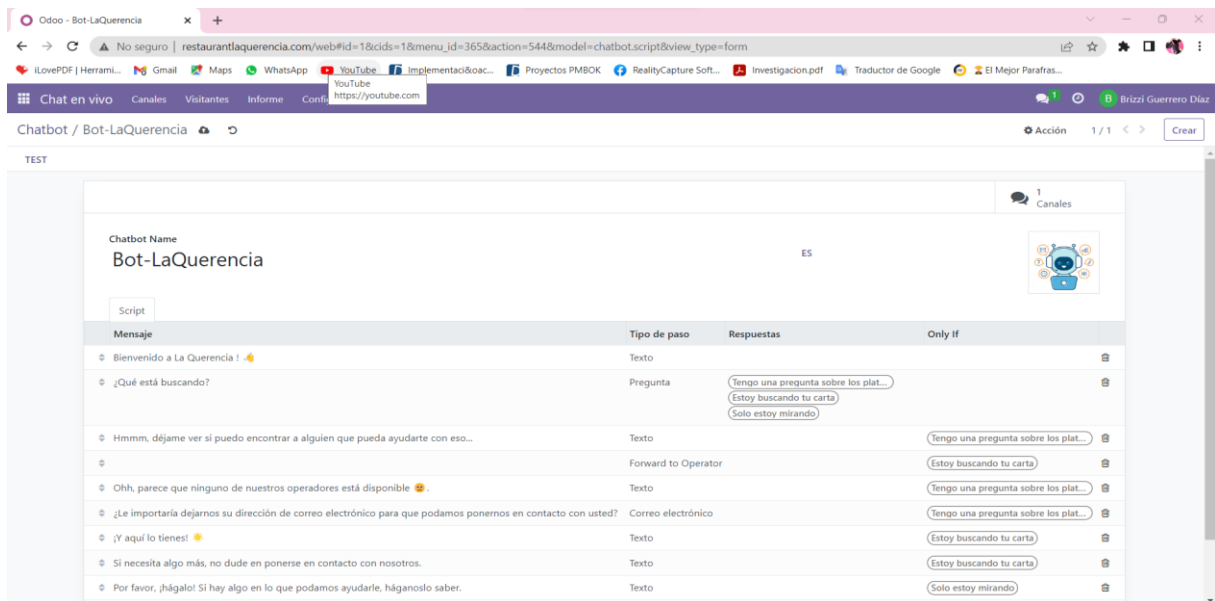 Odoo - Bot-LaQuerencia
No seguro | restaurantlaquerencia.com/web#id=1&cids=1&menu_id=365&action=544&model=chatbot.script&view_type=form
iLovePDF | Herrami... Gmail Maps WhatsApp YouTube Implementaci&oac... Proyectos PMBOK RealityCapture Soft... Investigacion.pdf Traductor de Google El Mejor Parafras...
YouTube
https://youtube.com
Chat en vivo Canales Visitantes Informe Confi 1 B Brizzi Guerrero Díaz
Chatbot / Bot-LaQuerencia Acción 1 / 1 Crear
TEST
1
Canales
Chatbot Name
Bot-LaQuerencia ES
Script
Mensaje Tipo de paso Respuestas Only If
Bienvenido a La Querencia ! 👋 Texto
¿Qué está buscando? Pregunta Tengo una pregunta sobre los plat...
Estoy buscando tu carta
Solo estoy mirando
Hmmm, déjame ver si puedo encontrar a alguien que pueda ayudarte con eso... Texto Tengo una pregunta sobre los plat...
Forward to Operator Estoy buscando tu carta
Ohh, parece que ninguno de nuestros operadores está disponible 🙁. Texto Tengo una pregunta sobre los plat...
¿Le importaría dejarnos su dirección de correo electrónico para que podamos ponernos en contacto con usted? Correo electrónico Tengo una pregunta sobre los plat...
¡Y aquí lo tienes! ☀️ Texto Estoy buscando tu carta
Si necesita algo más, no dude en ponerse en contacto con nosotros. Texto Estoy buscando tu carta
Por favor, ¡hágalo! Si hay algo en lo que podamos ayudarle, háganoslo saber. Texto Solo estoy mirando